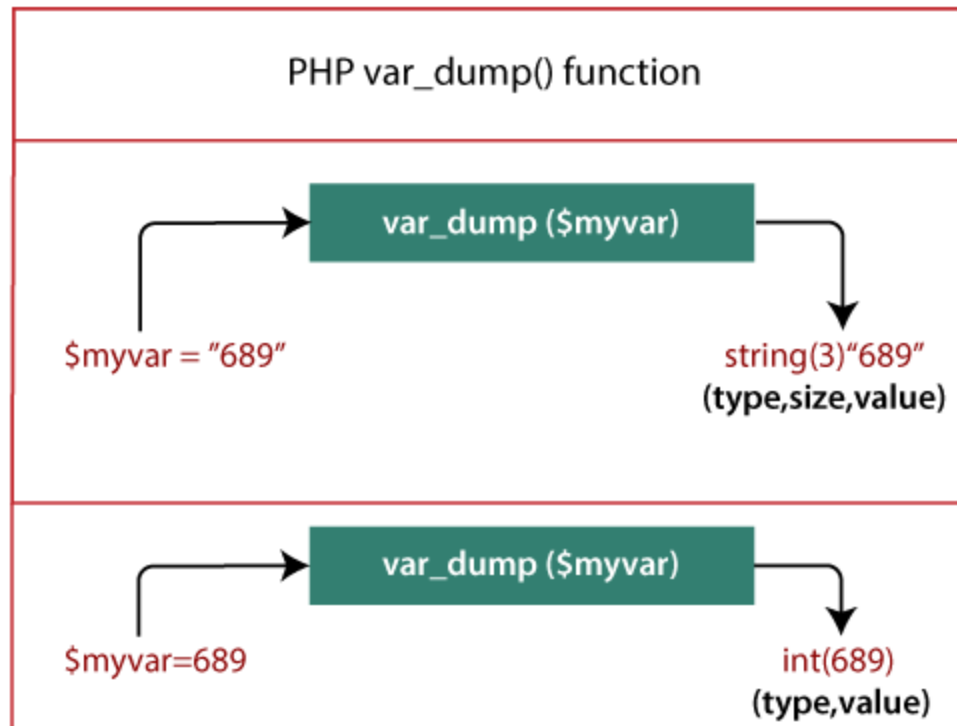 PHP var_dump() function
var_dump ($myvar)
$myvar = "689"
string(3)“689”
(type,size,value)
var_dump ($myvar)
$myvar=689
int(689)
(type,value)